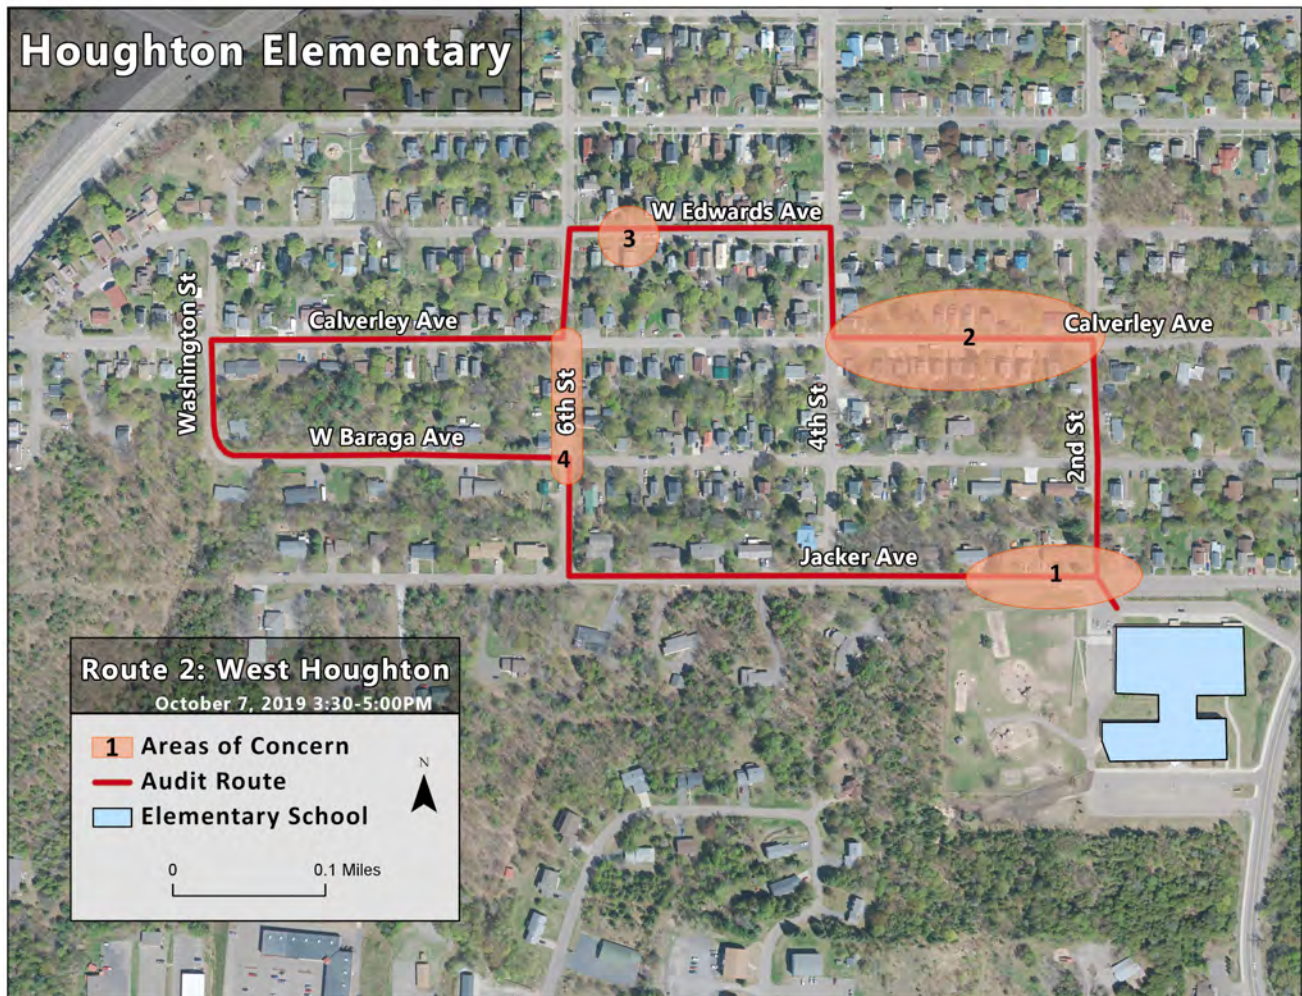 Houghton Elementary
W Edwards Ave
3
Washington St
Calverley Ave
2
Calverley Ave
6th St
4th St
2nd St
W Baraga Ave
4
Jacker Ave
1
Route 2: West Houghton
October 7, 2019 3:30-5:00PM
1 Areas of Concern
Audit Route
Elementary School
N
0 0.1 Miles